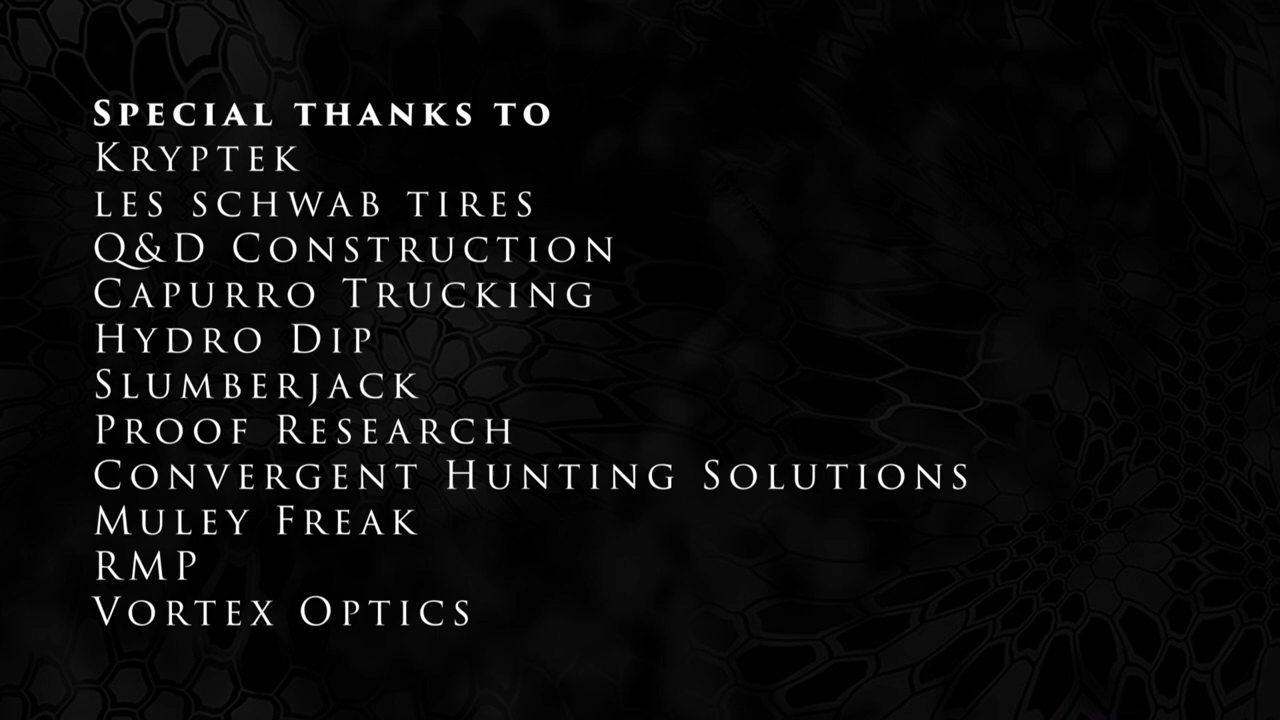 Special thanks to
Kryptek
les schwab tires
Q&D Construction
Capurro Trucking
Hydro Dip
Slumberjack
Proof Research
Convergent Hunting Solutions
Muley Freak
RMP
Vortex Optics